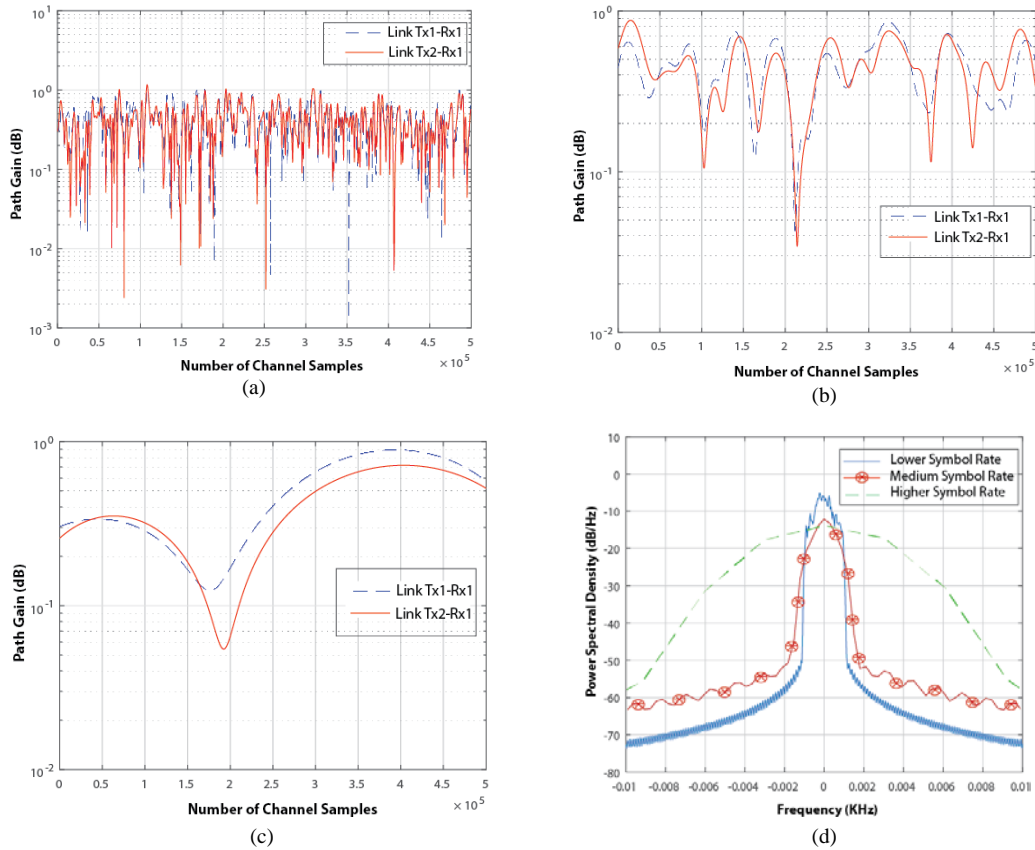 Link Tx1-Rx1
Link Tx2-Rx1
Path Gain (dB)
10^1
10^0
10^-1
10^-2
10^-3
0 0.5 1 1.5 2 2.5 3 3.5 4 4.5 5
× 10^5
Number of Channel Samples
(a)
Path Gain (dB)
10^0
10^-1
10^-2
Link Tx1-Rx1
Link Tx2-Rx1
0 0.5 1 1.5 2 2.5 3 3.5 4 4.5 5
× 10^5
Number of Channel Samples
(b)
Path Gain (dB)
10^0
10^-1
10^-2
Link Tx1-Rx1
Link Tx2-Rx1
0 0.5 1 1.5 2 2.5 3 3.5 4 4.5 5
× 10^5
Number of Channel Samples
(c)
Power Spectral Density (dB/Hz)
10
0
-10
-20
-30
-40
-50
-60
-70
-80
Lower Symbol Rate
Medium Symbol Rate
Higher Symbol Rate
-0.01 -0.008 -0.006 -0.004 -0.002 0 0.002 0.004 0.006 0.008 0.01
Frequency (KHz)
(d)